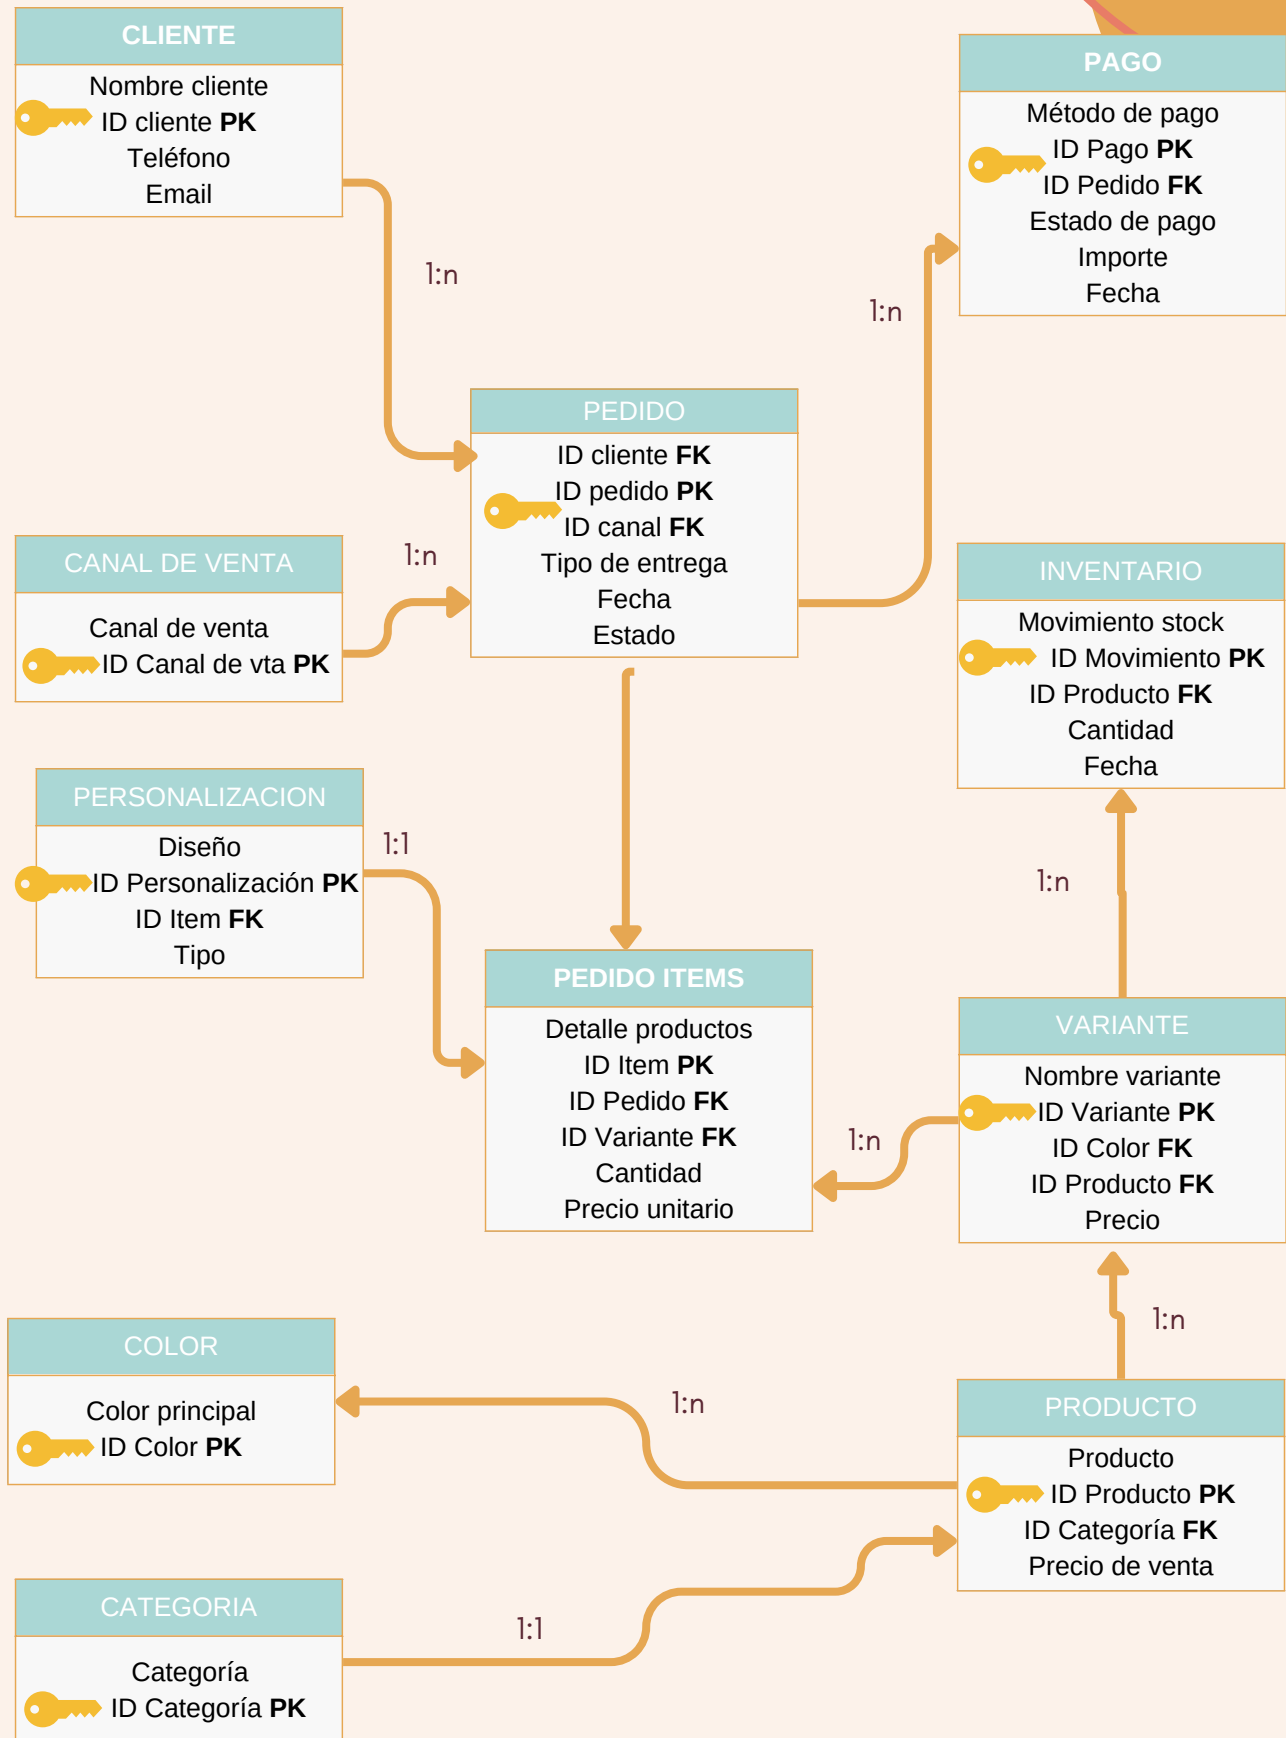 CLIENTE
Nombre cliente
ID cliente PK
Teléfono
Email
PAGO
Método de pago
ID Pago PK
ID Pedido FK
Estado de pago
Importe
Fecha
1:n
1:n
PEDIDO
ID cliente FK
ID pedido PK
ID canal FK
Tipo de entrega
Fecha
Estado
CANAL DE VENTA
Canal de venta
ID Canal de vta PK
1:n
INVENTARIO
Movimiento stock
ID Movimiento PK
ID Producto FK
Cantidad
Fecha
PERSONALIZACION
Diseño
ID Personalización PK
ID Item FK
Tipo
1:1
1:n
PEDIDO ITEMS
Detalle productos
ID Item PK
ID Pedido FK
ID Variante FK
Cantidad
Precio unitario
1:n
VARIANTE
Nombre variante
ID Variante PK
ID Color FK
ID Producto FK
Precio
1:n
COLOR
Color principal
ID Color PK
1:n
PRODUCTO
Producto
ID Producto PK
ID Categoría FK
Precio de venta
CATEGORIA
Categoría
ID Categoría PK
1:1